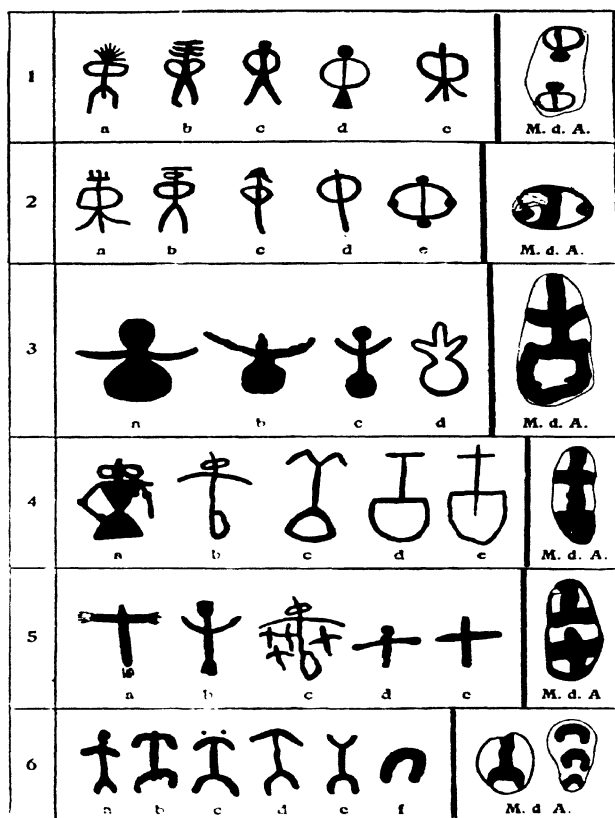 1
a b c d e M. d. A.
2
a b c d e M. d. A.
3
a b c d M. d. A.
4
a b c d e M. d. A.
5
a b c d e M. d. A
6
a b c d e f M. d A.